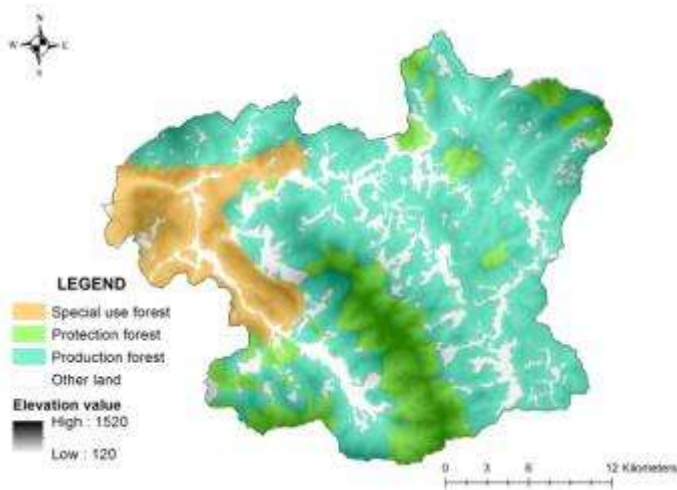 N
W E
S
LEGEND
Special use forest
Protection forest
Production forest
Other land
Elevation value
High : 1520
Low : 120
0 3 6 12 Kilometers